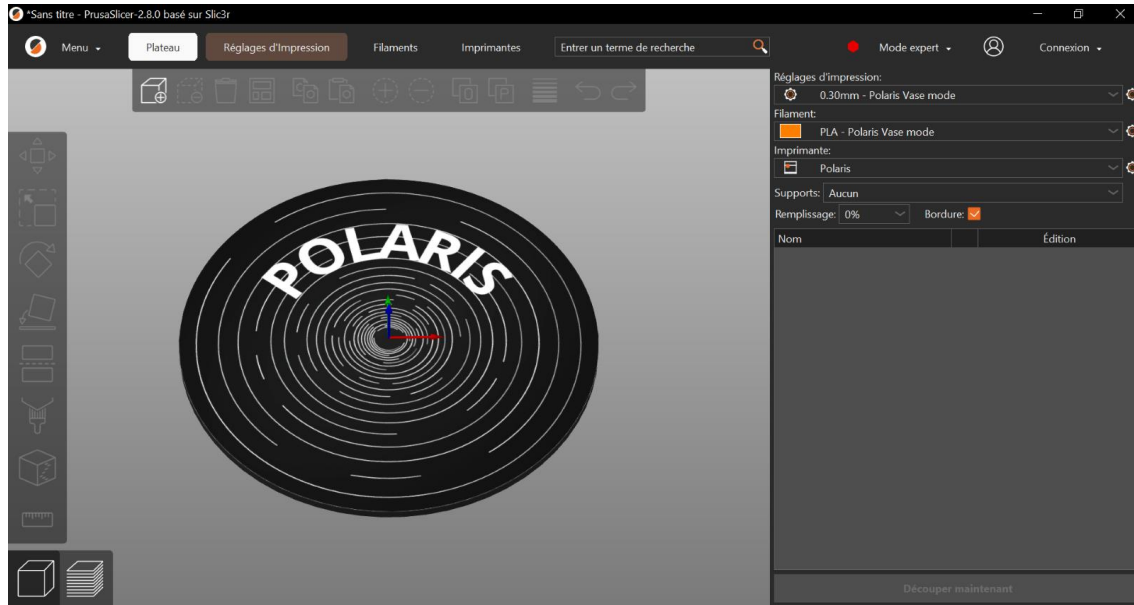 *Sans titre - PrusaSlicer-2.8.0 basé sur Slic3r
Menu
Plateau
Réglages d'Impression
Filaments
Imprimantes
Entrer un terme de recherche
Mode expert
Connexion
Réglages d'impression:
0.30mm - Polaris Vase mode
Filament:
PLA - Polaris Vase mode
Imprimante:
Polaris
Supports: Aucun
Remplissage: 0% Bordure:
Nom Édition
POLARIS
Découper maintenant